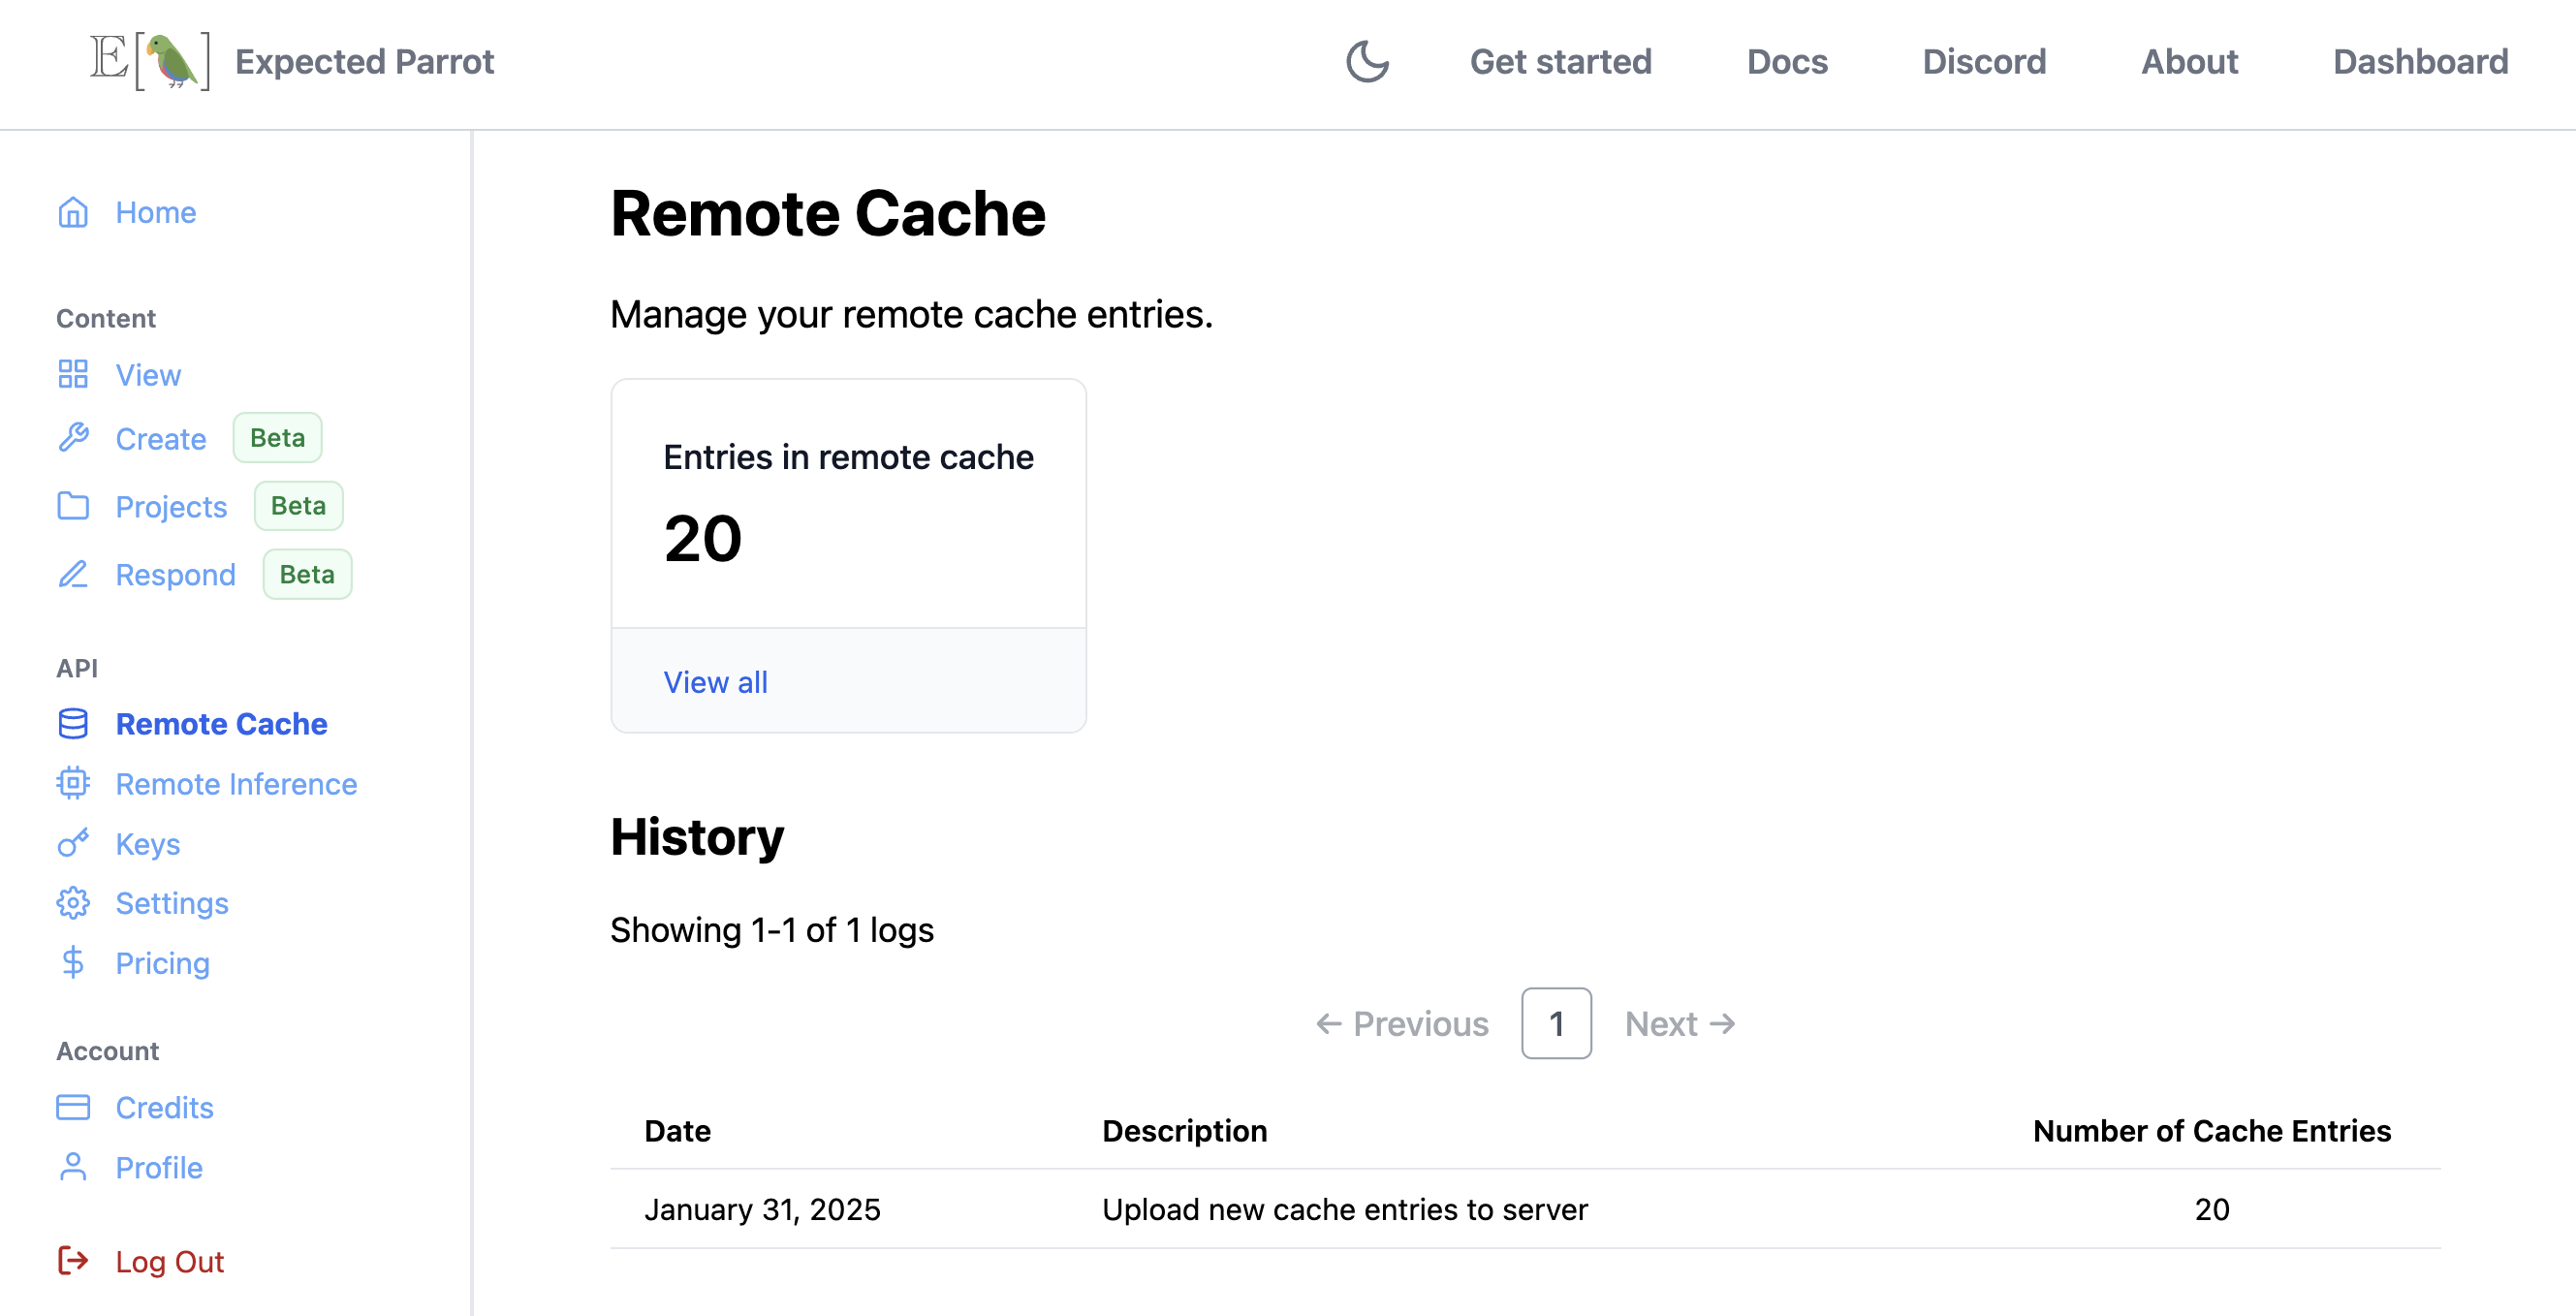 E[] Expected Parrot
Get started Docs Discord About Dashboard
Home
Content
View
Create Beta
Projects Beta
Respond Beta
API
Remote Cache
Remote Inference
Keys
Settings
Pricing
Account
Credits
Profile
Log Out
Remote Cache
Manage your remote cache entries.
Entries in remote cache
20
View all
History
Showing 1-1 of 1 logs
← Previous 1 Next →
Date Description Number of Cache Entries
January 31, 2025 Upload new cache entries to server 20